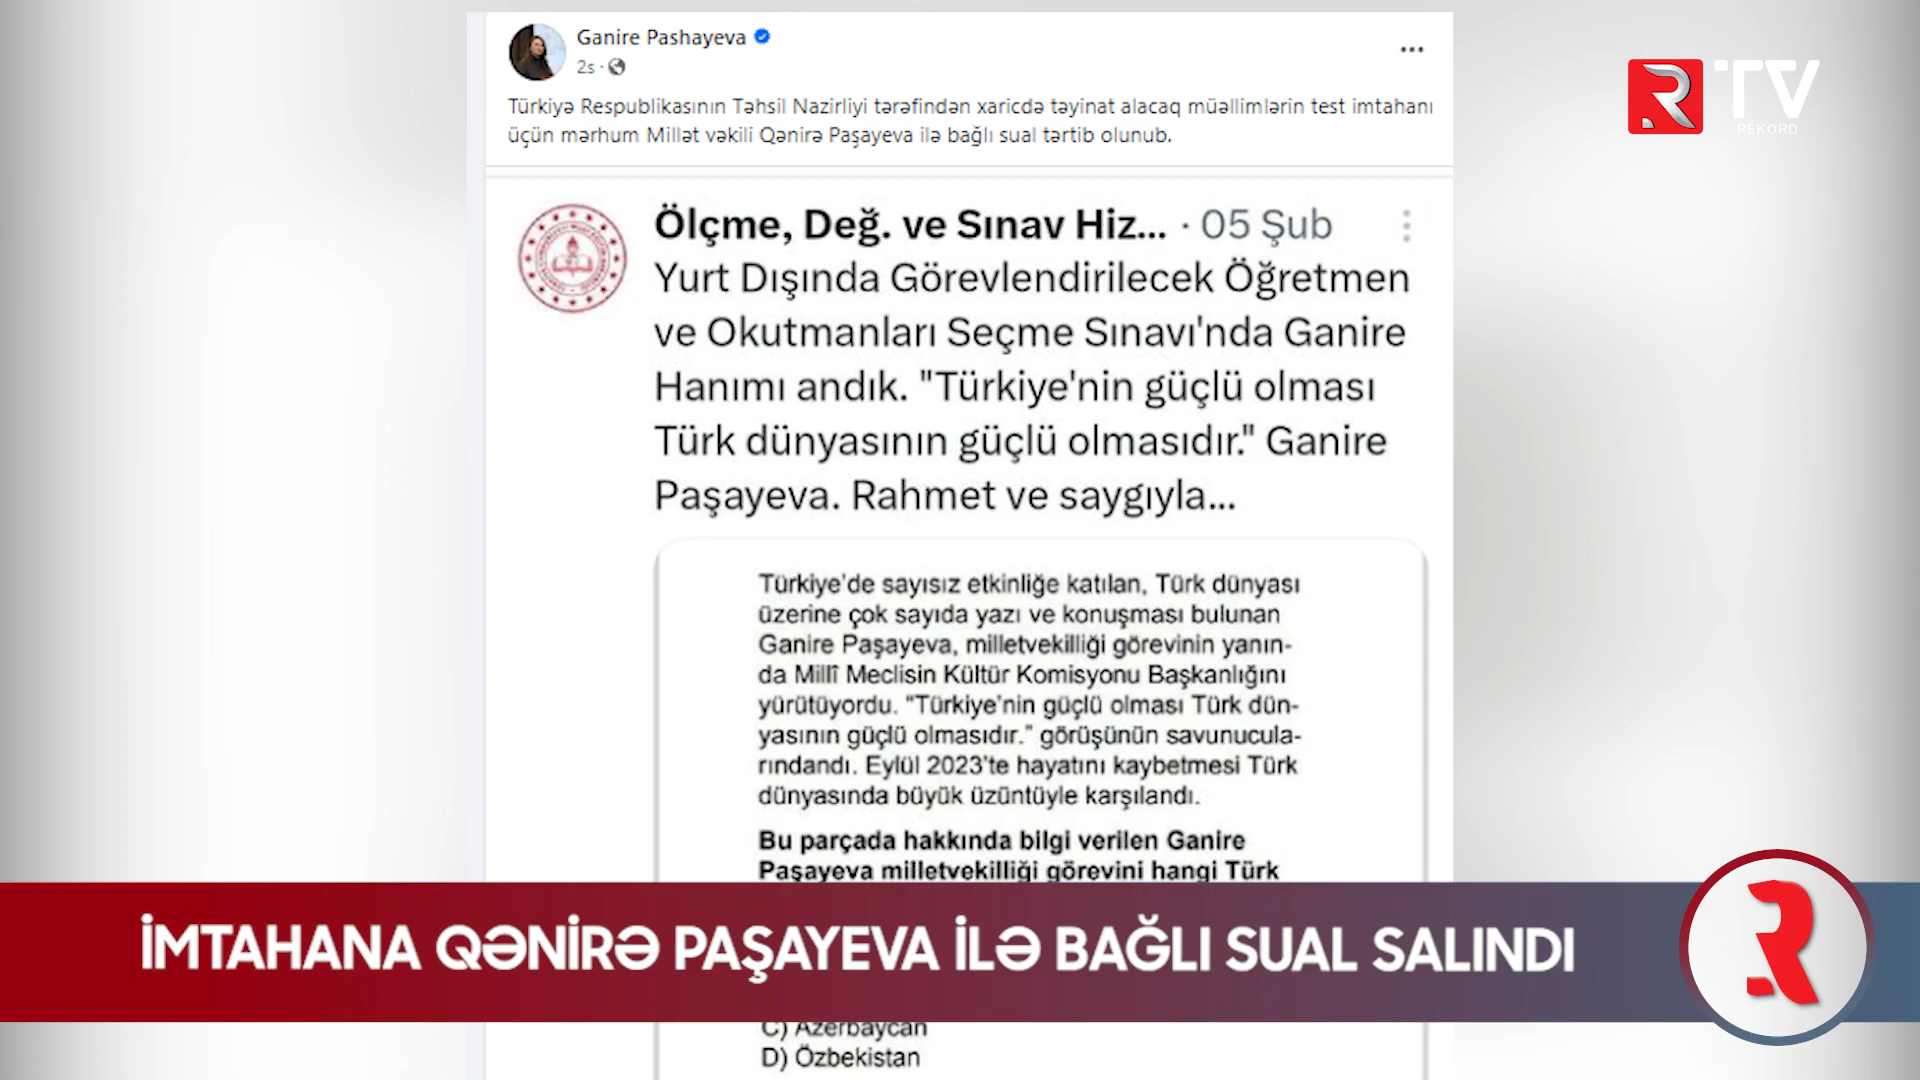 Ganire Pashayeva
2s ·
Türkiyə Respublikasının Təhsil Nazirliyi tərəfindən xaricdə təyinat alacaq müəllimlərin test imtahanı
üçün mərhum Millət vəkili Qənirə Paşayeva ilə bağlı sual tərtib olunub.
TV
REKORD
Ölçme, Değ. ve Sınav Hiz... · 05 Şub
Yurt Dışında Görevlendirilecek Öğretmen
ve Okutmanları Seçme Sınavı'nda Ganire
Hanımı andık. "Türkiye'nin güçlü olması
Türk dünyasının güçlü olmasıdır." Ganire
Paşayeva. Rahmet ve saygıyla...
Türkiye'de sayısız etkinliğe katılan, Türk dünyası
üzerine çok sayıda yazı ve konuşması bulunan
Ganire Paşayeva, milletvekilliği görevinin yanın-
da Millî Meclisin Kültür Komisyonu Başkanlığını
yürütüyordu. "Türkiye'nin güçlü olması Türk dün-
yasının güçlü olmasıdır." görüşünün savunucula-
rındandı. Eylül 2023'te hayatını kaybetmesi Türk
dünyasında büyük üzüntüyle karşılandı.
Bu parçada hakkında bilgi verilen Ganire
Paşayeva milletvekilliği görevini hangi Türk
İMTAHANA QƏNİRƏ PAŞAYEVA İLƏ BAĞLI SUAL SALINDI
C) Azerbaycan
D) Özbekistan